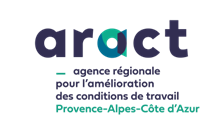 aract
agence régionale
pour l'amélioration
des conditions de travail
Provence-Alpes-Côte d'Azur